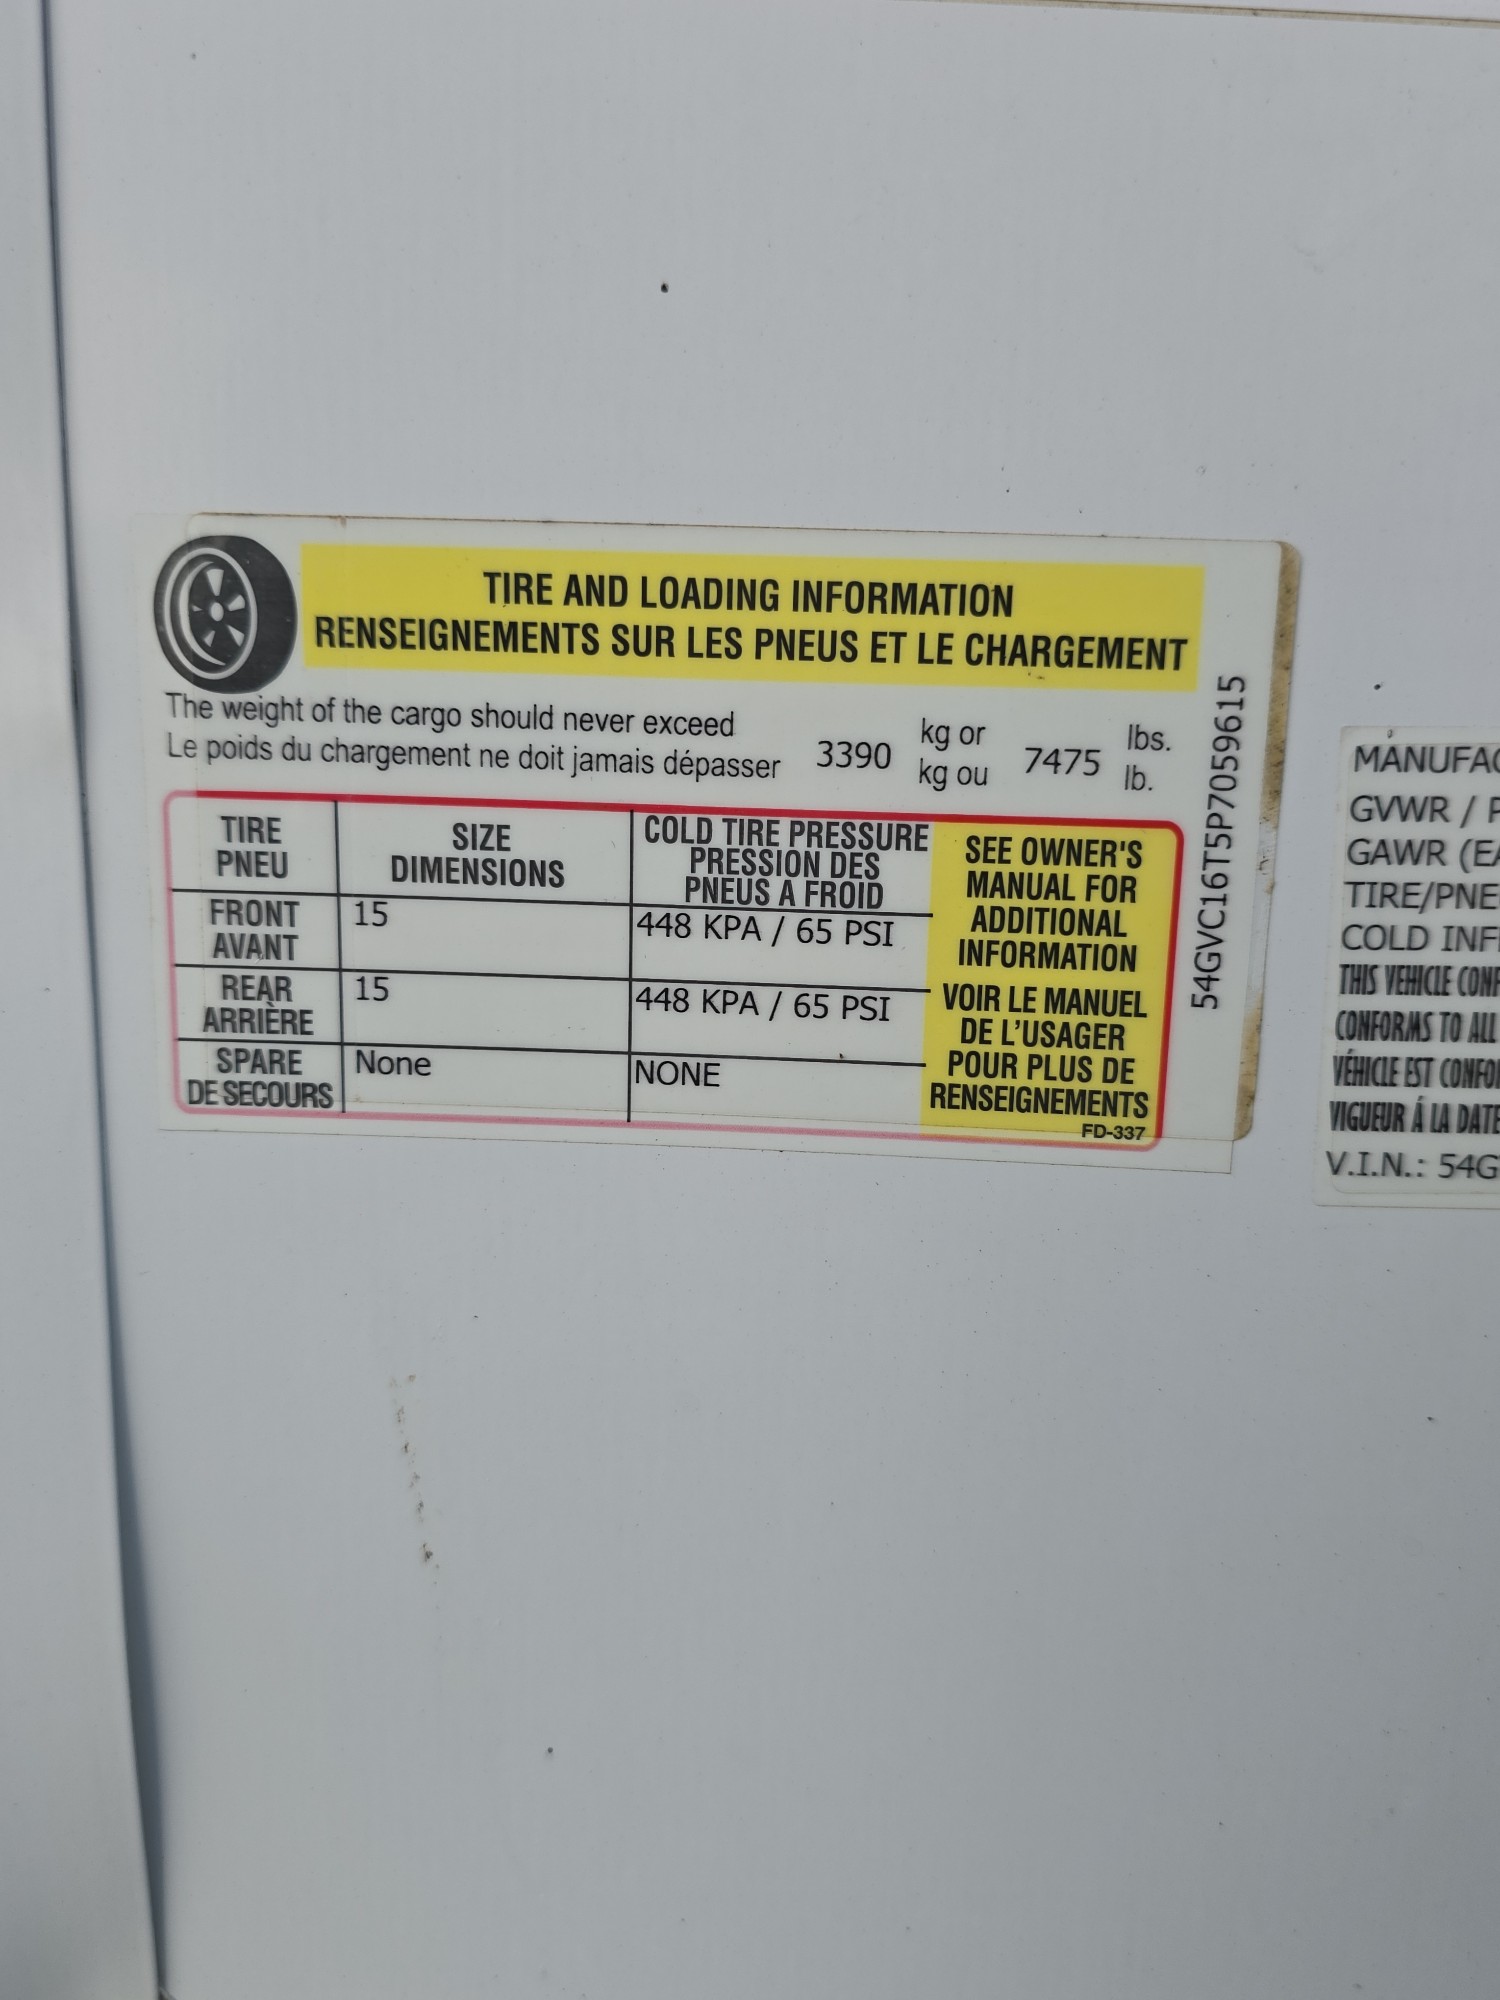 TIRE AND LOADING INFORMATION
RENSEIGNEMENTS SUR LES PNEUS ET LE CHARGEMENT
The weight of the cargo should never exceed
Le poids du chargement ne doit jamais dépasser
3390
kg or
kg ou
7475
lbs.
lb.
TIRE
PNEU
SIZE
DIMENSIONS
COLD TIRE PRESSURE
PRESSION DES
PNEUS A FROID
FRONT
AVANT
15
448 KPA / 65 PSI
REAR
ARRIÈRE
15
448 KPA / 65 PSI
SPARE
DE SECOURS
None
NONE
SEE OWNER'S
MANUAL FOR
ADDITIONAL
INFORMATION
VOIR LE MANUEL
DE L'USAGER
POUR PLUS DE
RENSEIGNEMENTS
FD-337
54GVC16T5P7059615
MANUFAC
GVWR / P
GAWR (EA
TIRE/PNE
COLD INF
THIS VEHICLE CONF
CONFORMS TO ALL
VÉHICLE EST CONFO
VIGUEUR Á LA DATE
V.I.N.: 54G